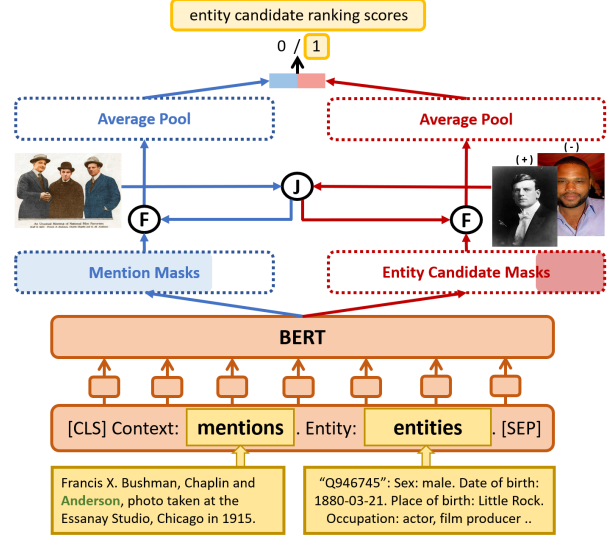 entity candidate ranking scores
0 / 1
Average Pool
Average Pool
(+)
(-)
J
F
F
Mention Masks
Entity Candidate Masks
BERT
[CLS] Context: mentions . Entity: entities . [SEP]
Francis X. Bushman, Chaplin and
Anderson, photo taken at the
Essanay Studio, Chicago in 1915.
“Q946745”: Sex: male. Date of birth:
1880-03-21. Place of birth: Little Rock.
Occupation: actor, film producer ..